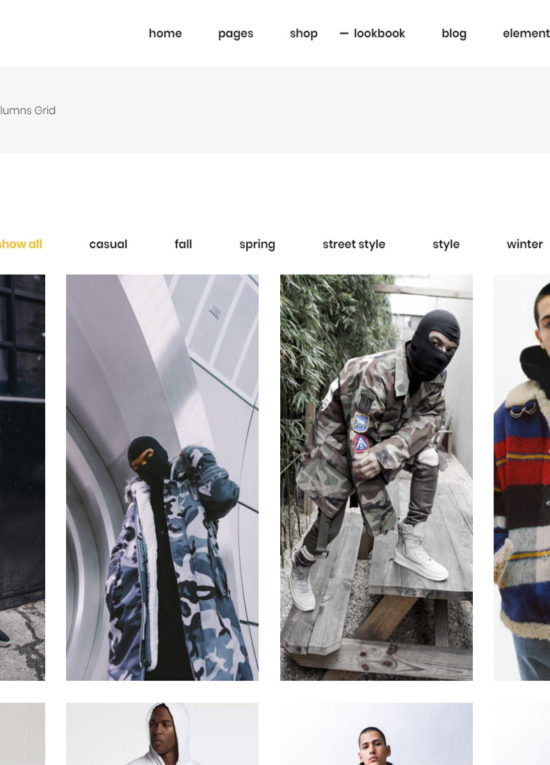 home pages shop — lookbook blog element
lumns Grid
show all casual fall spring street style style winter